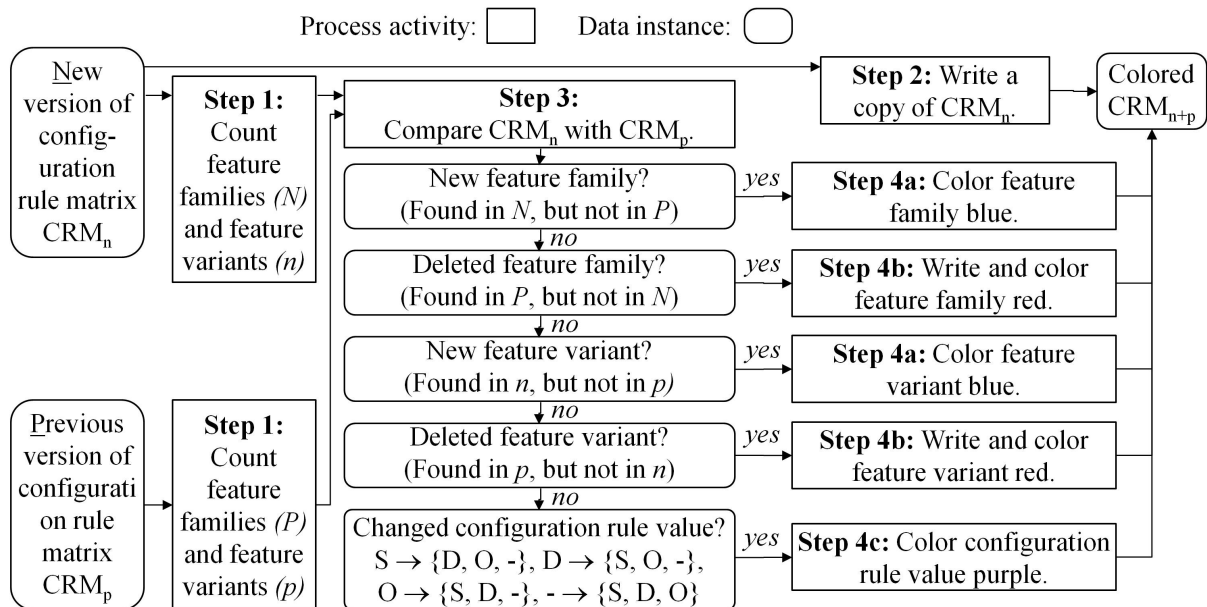 Process activity:
Data instance:
New
version of
config-
uration
rule matrix
CRMn
Step 1:
Count
feature
families (N)
and feature
variants (n)
Step 3:
Compare CRMn with CRMp.
Step 2: Write a
copy of CRMn.
Colored
CRMn+p
New feature family?
(Found in N, but not in P)
yes
Step 4a: Color feature
family blue.
no
Deleted feature family?
(Found in P, but not in N)
yes
Step 4b: Write and color
feature family red.
no
New feature variant?
(Found in n, but not in p)
yes
Step 4a: Color feature
variant blue.
no
Previous
version of
configurati
on rule
matrix
CRMp
Step 1:
Count
feature
families (P)
and feature
variants (p)
Deleted feature variant?
(Found in p, but not in n)
yes
Step 4b: Write and color
feature variant red.
no
Changed configuration rule value?
S → {D, O, -}, D → {S, O, -},
O → {S, D, -}, - → {S, D, O}
yes
Step 4c: Color configuration
rule value purple.